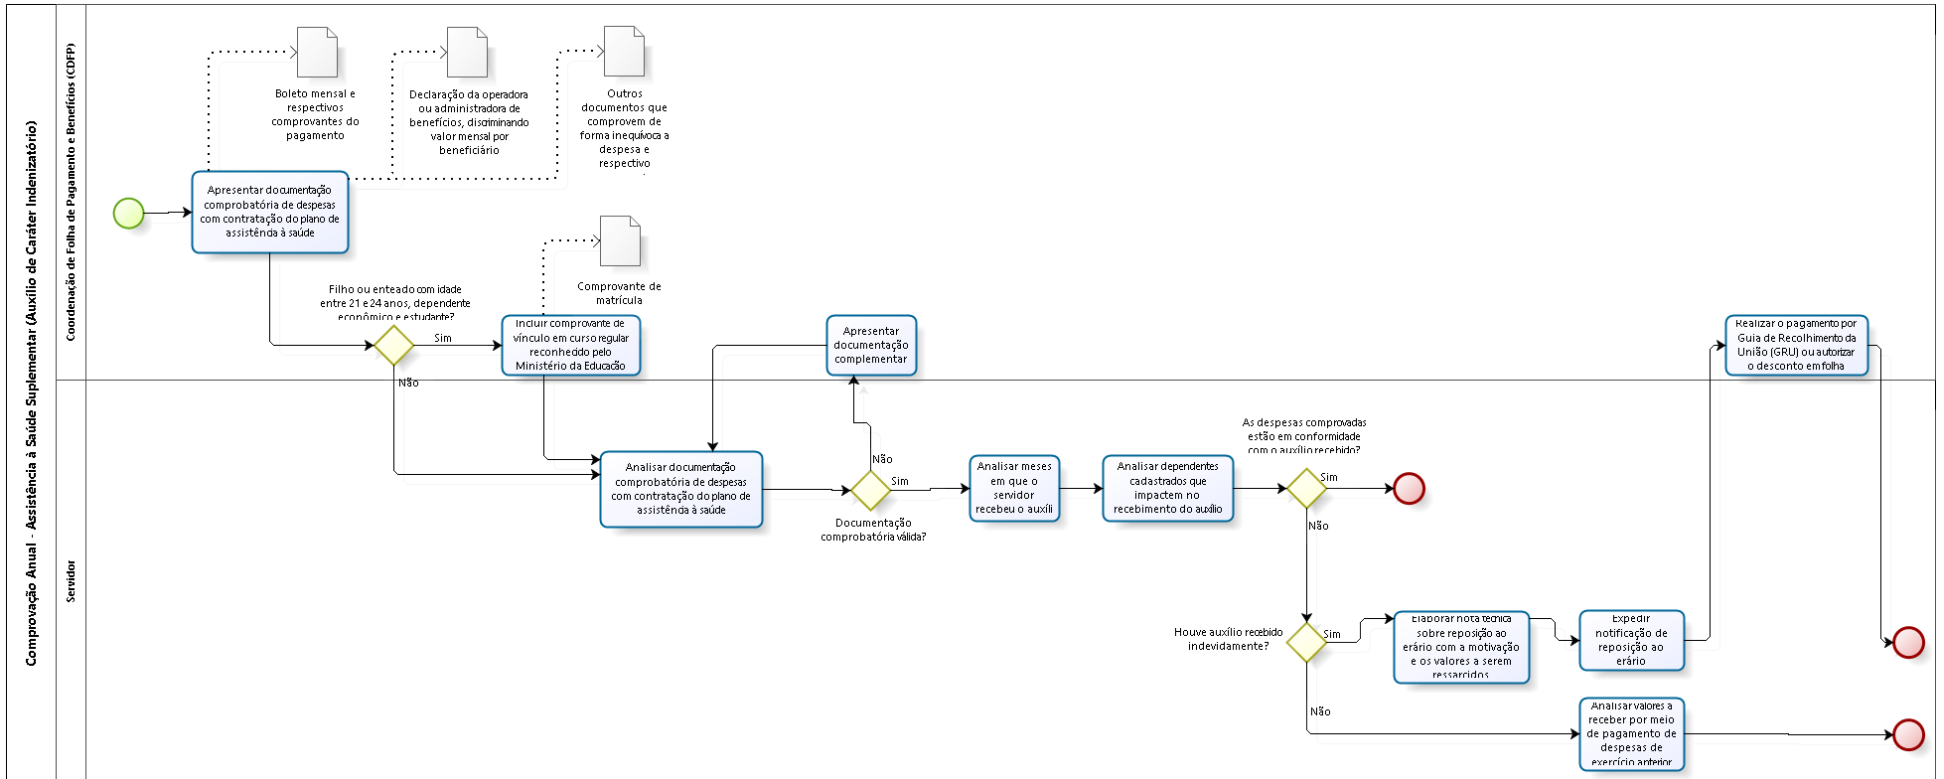 Comprovação Anual - Assistência à Saúde Suplementar (Auxílio de Caráter Indenizatório)
Coordenação de Folha de Pagamento e Benefícios (CDFP)
Boleto mensal e
respectivos
comprovantes do
pagamento
Declaração da operadora
ou administradora de
benefícios, discriminando
valor mensal por
beneficiário
Outros
documentos que
comprovem de
forma inequívoca a
despesa e
respectivo
Apresentar documentação
comprobatória de despesas
com contratação do plano de
assistência à saúde
Comprovante de
matrícula
Filho ou enteado com idade
entre 21 e 24 anos, dependente
econômico e estudante?
Sim
Não
Incluir comprovante de
vínculo em curso regular
reconhecido pelo
Ministério da Educação
Apresentar
documentação
complementar
Realizar o pagamento por
Guia de Recolhimento da
União (GRU) ou autorizar
o desconto em folha
Servidor
Analisar documentação
comprobatória de despesas
com contratação do plano de
assistência à saúde
Não
Sim
Documentação
comprobatória válida?
Analisar meses
em que o
servidor
recebeu o auxíli
Analisar dependentes
cadastrados que
impactem no
recebimento do auxílio
As despesas comprovadas
estão em conformidade
com o auxílio recebido?
Sim
Não
Houve auxílio recebido
indevidamente?
Sim
Não
Elaborar nota técnica
sobre reposição ao
erário com a motivação
e os valores a serem
ressarcidos
Expedir
notificação de
reposição ao
erário
Analisar valores a
receber por meio
de pagamento de
despesas de
exercício anterior